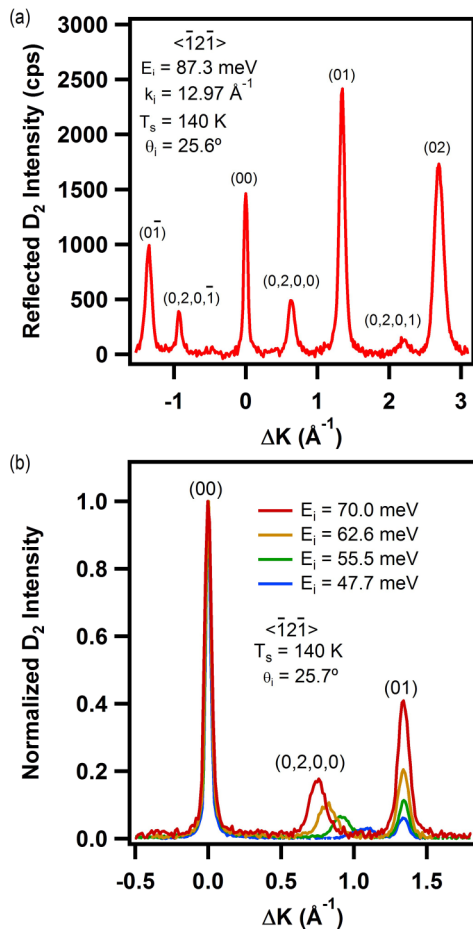 (a)
<1̄21̄>
Eᵢ = 87.3 meV
kᵢ = 12.97 Å⁻¹
Tₛ = 140 K
θᵢ = 25.6º
(01̄)
(0,2,0,1̄)
(00)
(0,2,0,0)
(01)
(0,2,0,1)
(02)
Reflected D₂ Intensity (cps)
3000
2500
2000
1500
1000
500
0
-1
0
1
2
3
ΔK (Å⁻¹)
(b)
(00)
Eᵢ = 70.0 meV
Eᵢ = 62.6 meV
Eᵢ = 55.5 meV
Eᵢ = 47.7 meV
<1̄21̄>
Tₛ = 140 K
θᵢ = 25.7º
(01)
(0,2,0,0)
Normalized D₂ Intensity
1.0
0.8
0.6
0.4
0.2
0.0
-0.5
0.0
0.5
1.0
1.5
ΔK (Å⁻¹)